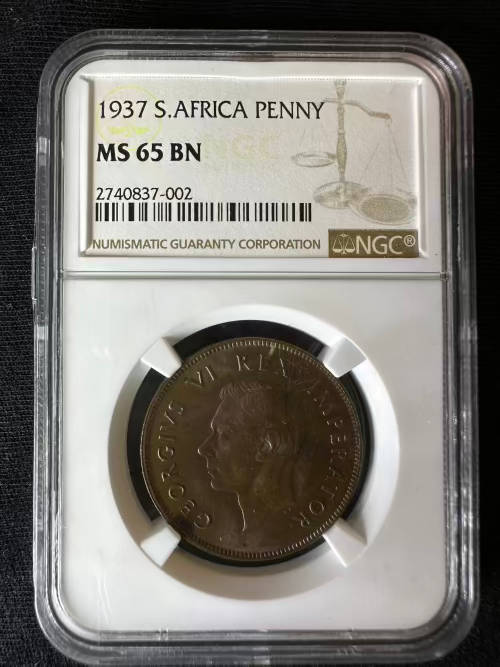 1937 S.AFRICA PENNY
MS 65 BN
2740837-002
NUMISMATIC GUARANTY CORPORATION
NGC®
GEORGIVS VI REX IMPERATOR